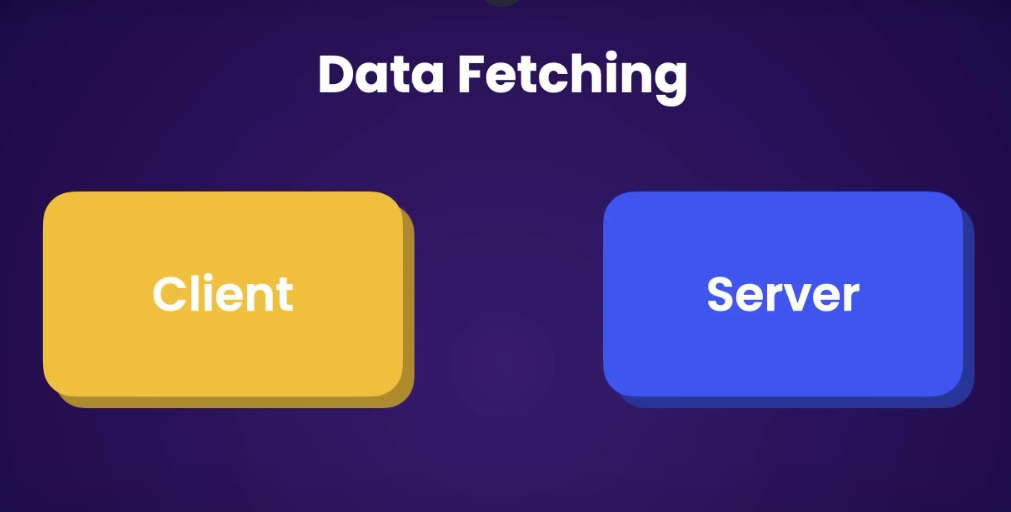 Data Fetching
Client
Server